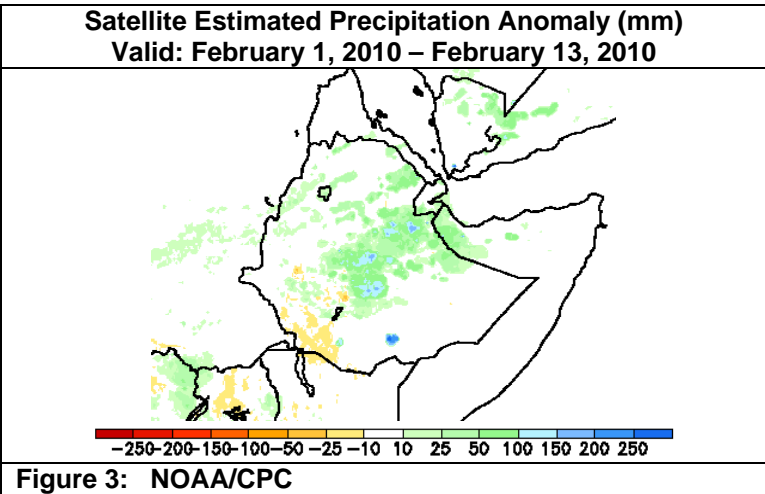 Satellite Estimated Precipitation Anomaly (mm)
Valid: February 1, 2010 – February 13, 2010
−250−200−150−100−50 −25 −10 10 25 50 100 150 200 250
Figure 3: NOAA/CPC